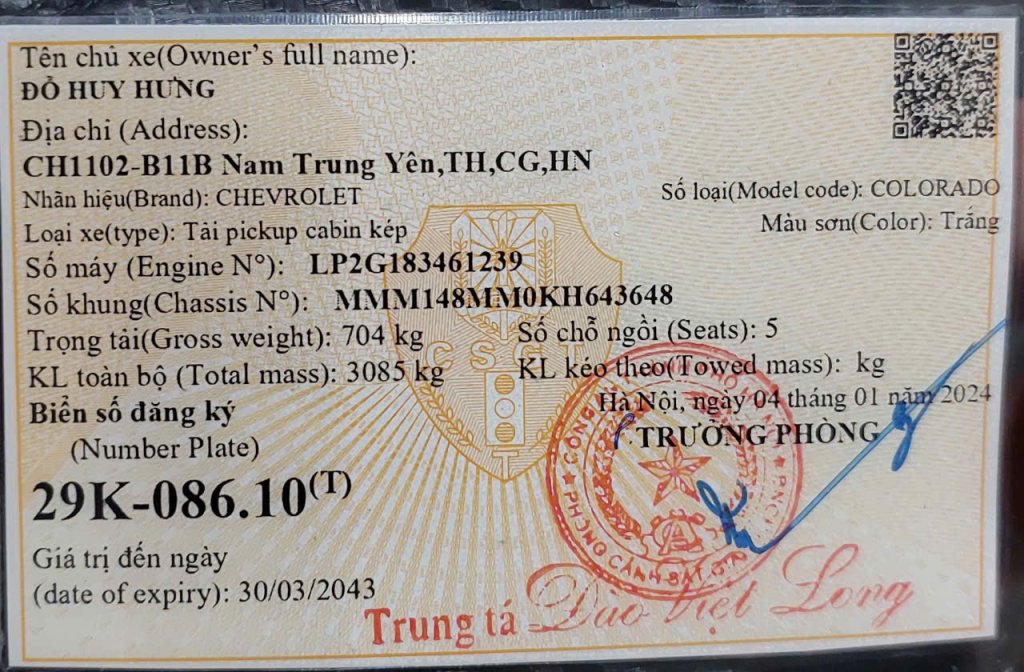 Tên chủ xe(Owner's full name):
ĐỖ HUY HƯNG
Địa chỉ (Address):
CH1102-B11B Nam Trung Yên,TH,CG,HN
Nhãn hiệu(Brand): CHEVROLET
Số loại(Model code): COLORADO
Loại xe(type): Tải pickup cabin kép
Màu sơn(Color): Trắng
Số máy (Engine N°): LP2G183461239
Số khung(Chassis N°): MMM148MM0KH643648
Trọng tải(Gross weight): 704 kg
Số chỗ ngồi (Seats): 5
KL toàn bộ (Total mass): 3085 kg
KL kéo theo(Towed mass): kg
Hà Nội, ngày 04 tháng 01 năm 2024
Biển số đăng ký
TRƯỞNG PHÒNG
(Number Plate)
29K-086.10(T)
Giá trị đến ngày
(date of expiry): 30/03/2043
Trung tá Đào Việt Long
CSGT
PHÒNG CẢNH SÁT